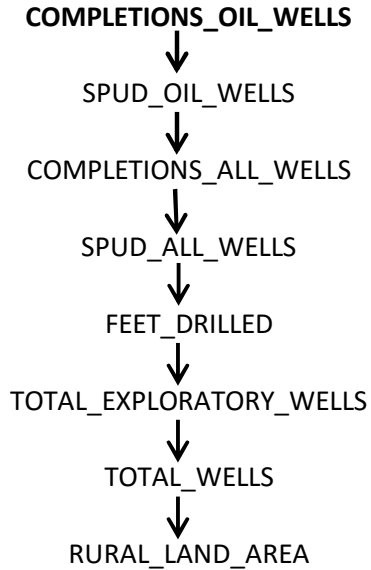 COMPLETIONS_OIL_WELLS
SPUD_OIL_WELLS
COMPLETIONS_ALL_WELLS
SPUD_ALL_WELLS
FEET_DRILLED
TOTAL_EXPLORATORY_WELLS
TOTAL_WELLS
RURAL_LAND_AREA